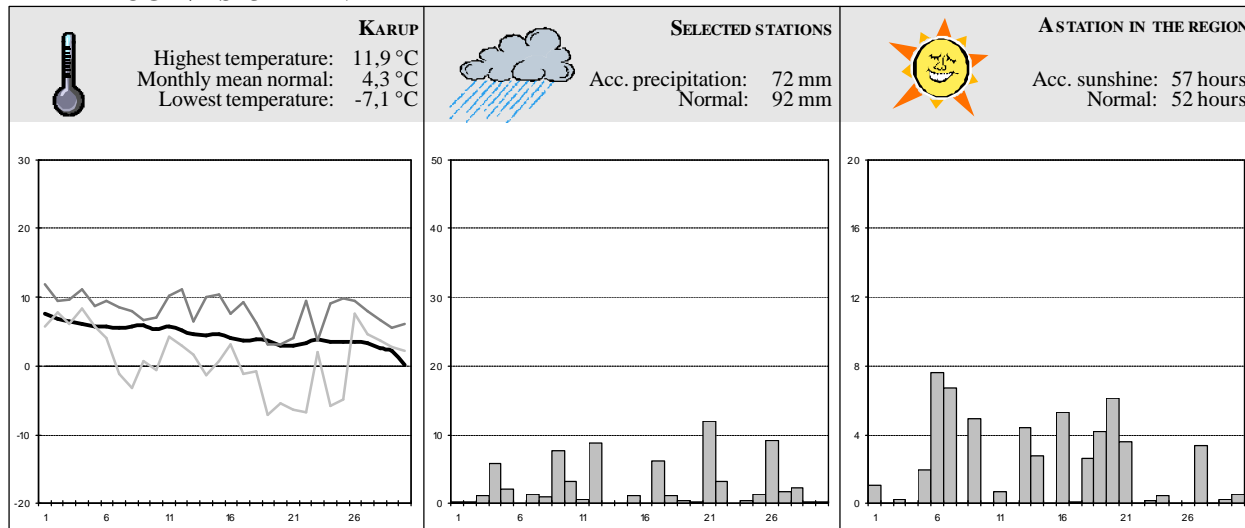 KARUP
Highest temperature: 11,9 °C
Monthly mean normal: 4,3 °C
Lowest temperature: -7,1 °C
SELECTED STATIONS
Acc. precipitation: 72 mm
Normal: 92 mm
A STATION IN THE REGION
Acc. sunshine: 57 hours
Normal: 52 hours
30
20
10
0
-10
-20
1 6 11 16 21 26
50
40
30
20
10
0
1 6 11 16 21 26
20
16
12
8
4
0
1 6 11 16 21 26